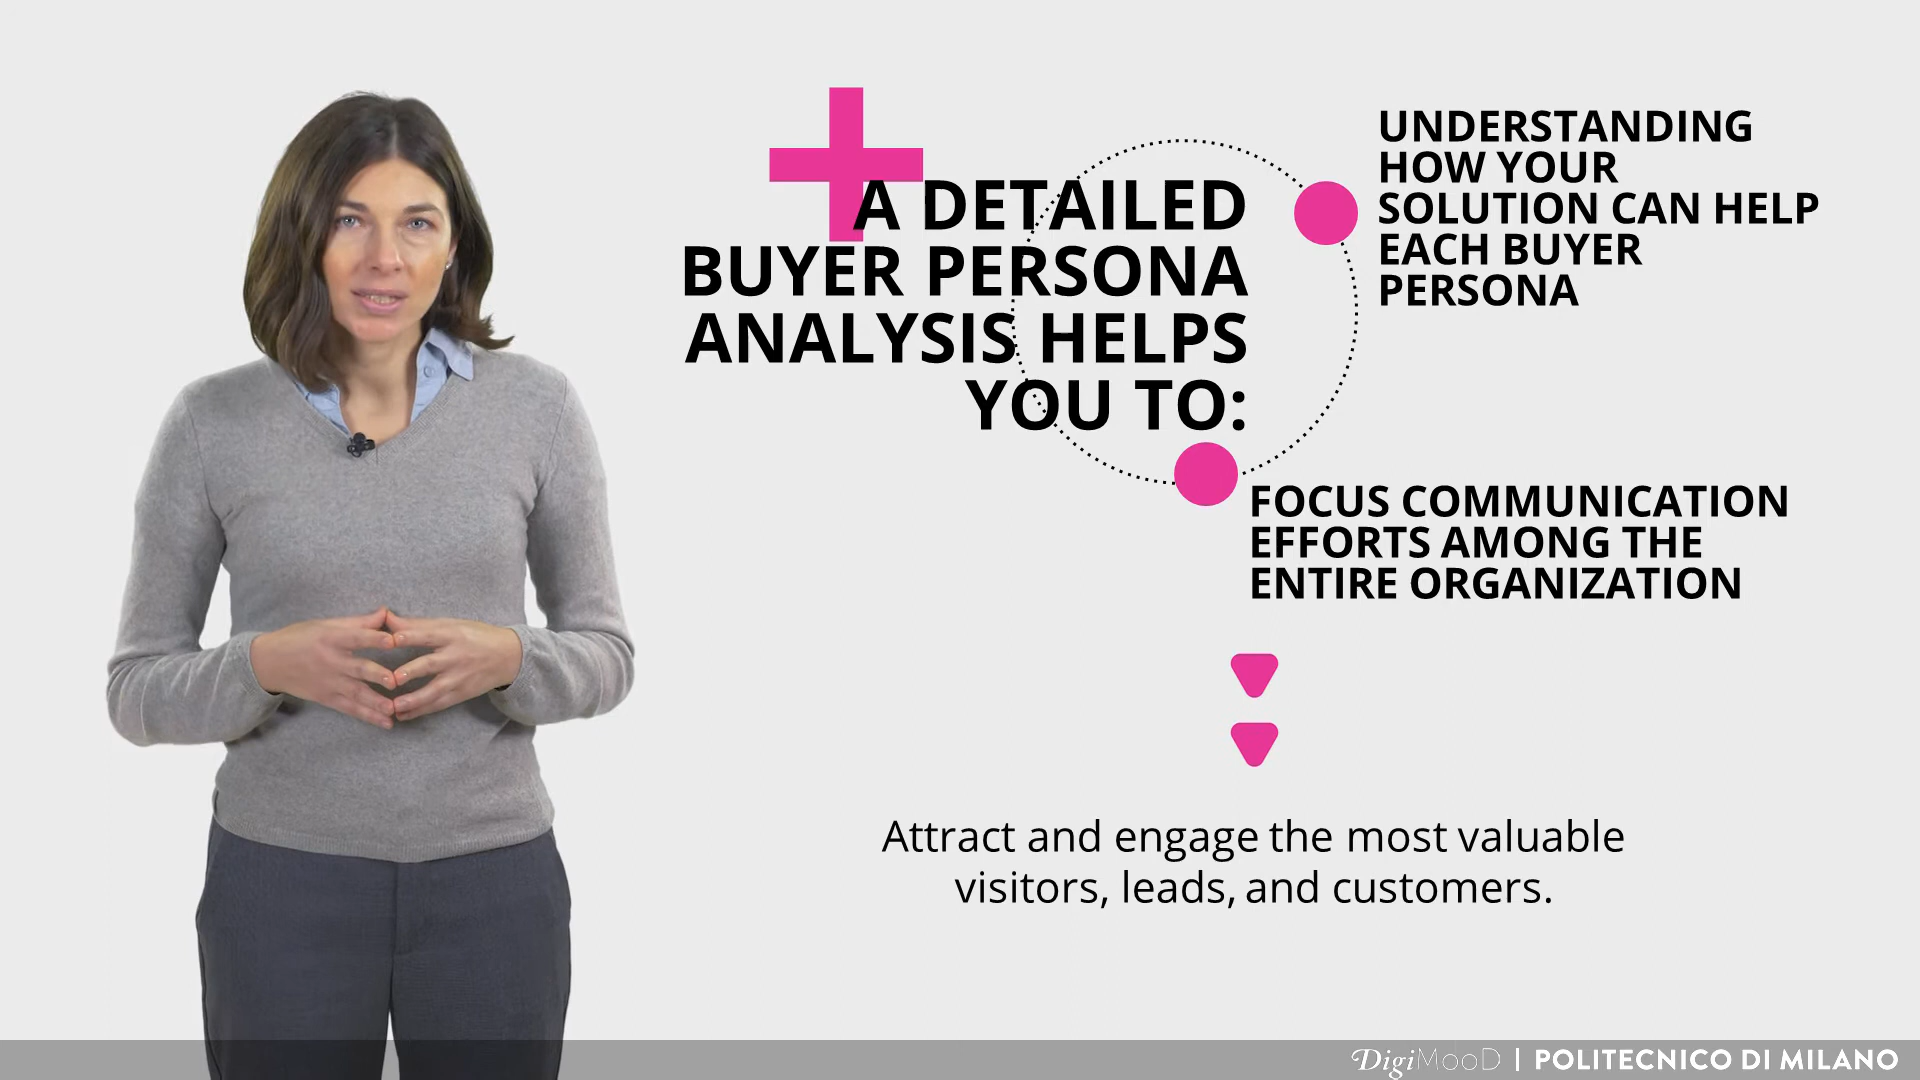 A DETAILED
BUYER PERSONA
ANALYSIS HELPS
YOU TO:
UNDERSTANDING
HOW YOUR
SOLUTION CAN HELP
EACH BUYER
PERSONA
FOCUS COMMUNICATION
EFFORTS AMONG THE
ENTIRE ORGANIZATION
Attract and engage the most valuable
visitors, leads, and customers.
DigiMooD | POLITECNICO DI MILANO